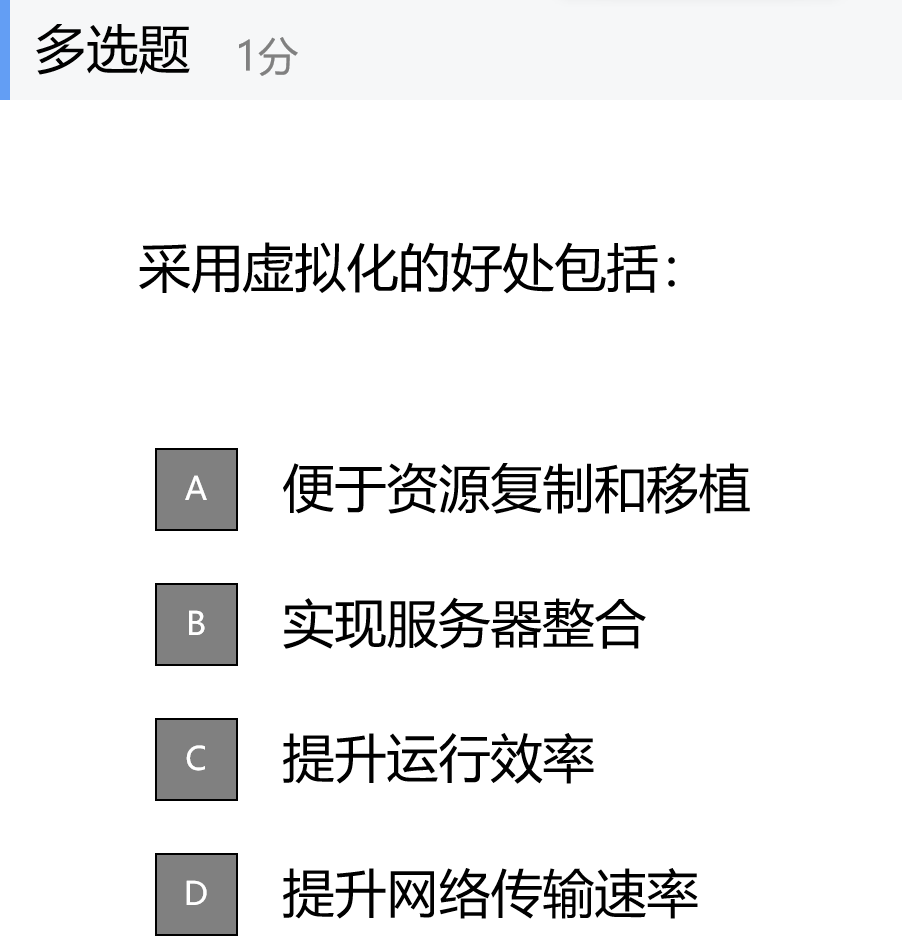 多选题 1分
采用虚拟化的好处包括：
A 便于资源复制和移植
B 实现服务器整合
C 提升运行效率
D 提升网络传输速率